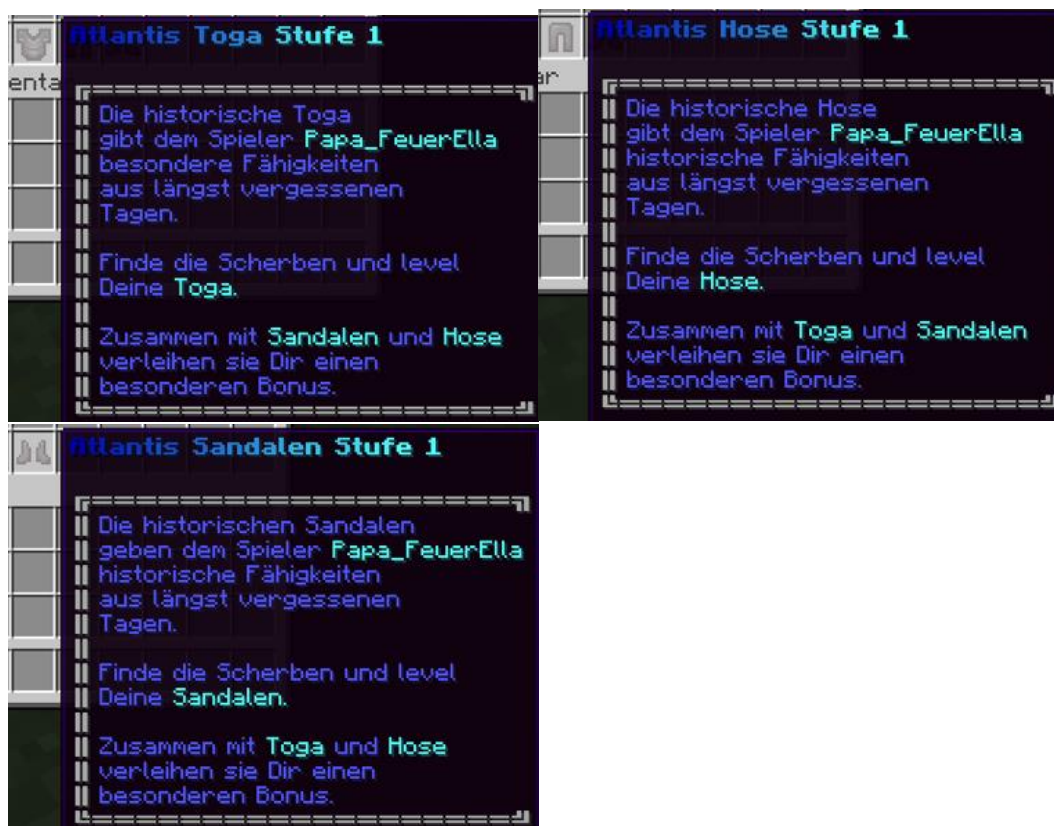 Atlantis Toga Stufe 1
enta
Die historische Toga
gibt dem Spieler Papa_FeuerElla
besondere Fähigkeiten
aus längst vergessenen
Tagen.
Finde die Scherben und level
Deine Toga.
Zusammen mit Sandalen und Hose
verleihen sie Dir einen
besonderen Bonus.
Atlantis Hose Stufe 1
ar
Die historische Hose
gibt dem Spieler Papa_FeuerElla
historische Fähigkeiten
aus längst vergessenen
Tagen.
Finde die Scherben und level
Deine Hose.
Zusammen mit Toga und Sandalen
verleihen sie Dir einen
besonderen Bonus.
Atlantis Sandalen Stufe 1
Die historischen Sandalen
geben dem Spieler Papa_FeuerElla
historische Fähigkeiten
aus längst vergessenen
Tagen.
Finde die Scherben und level
Deine Sandalen.
Zusammen mit Toga und Hose
verleihen sie Dir einen
besonderen Bonus.